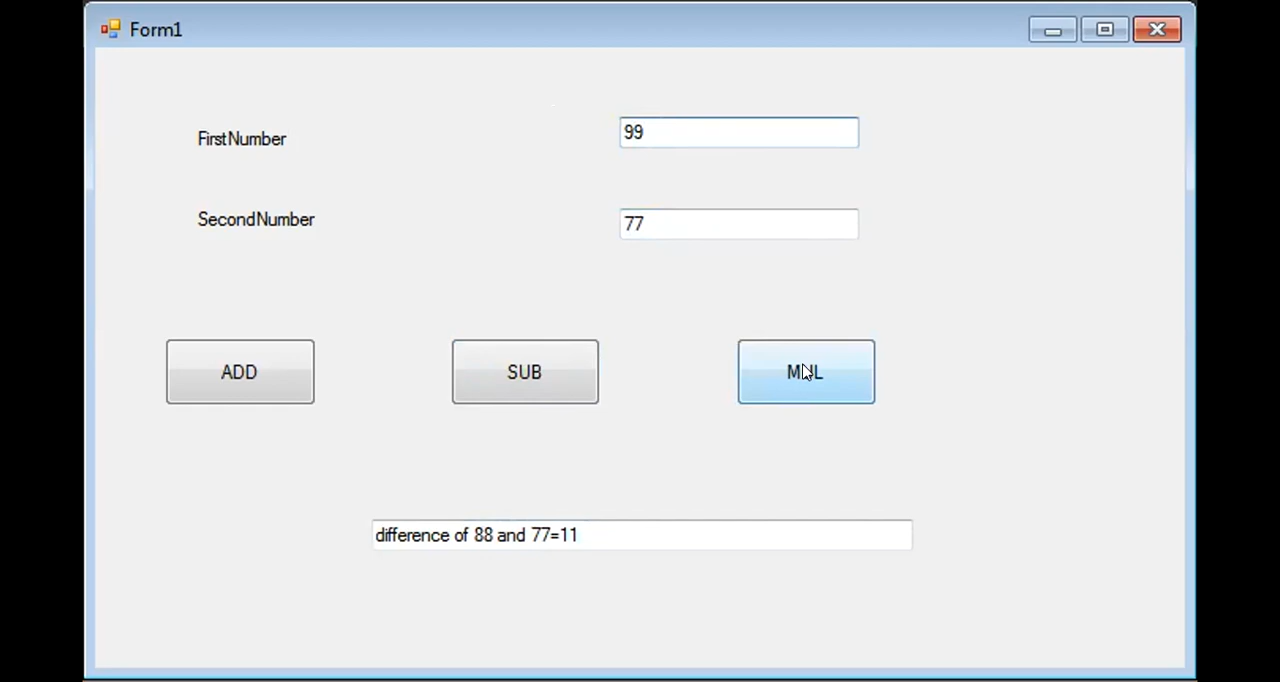 Form1
FirstNumber
99
SecondNumber
77
ADD
SUB
MUL
difference of 88 and 77=11